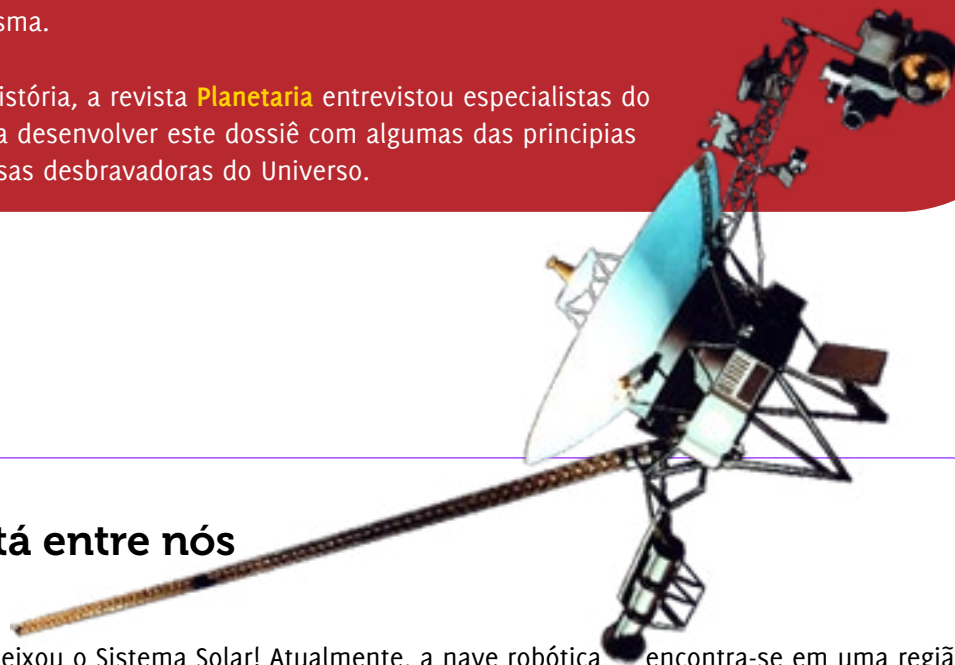 sma.
istória, a revista Planetaria entrevistou especialistas do
a desenvolver este dossiê com algumas das principias
sas desbravadoras do Universo.
tá entre nós
eixou o Sistema Solar! Atualmente, a nave robótica encontra-se em uma regiã